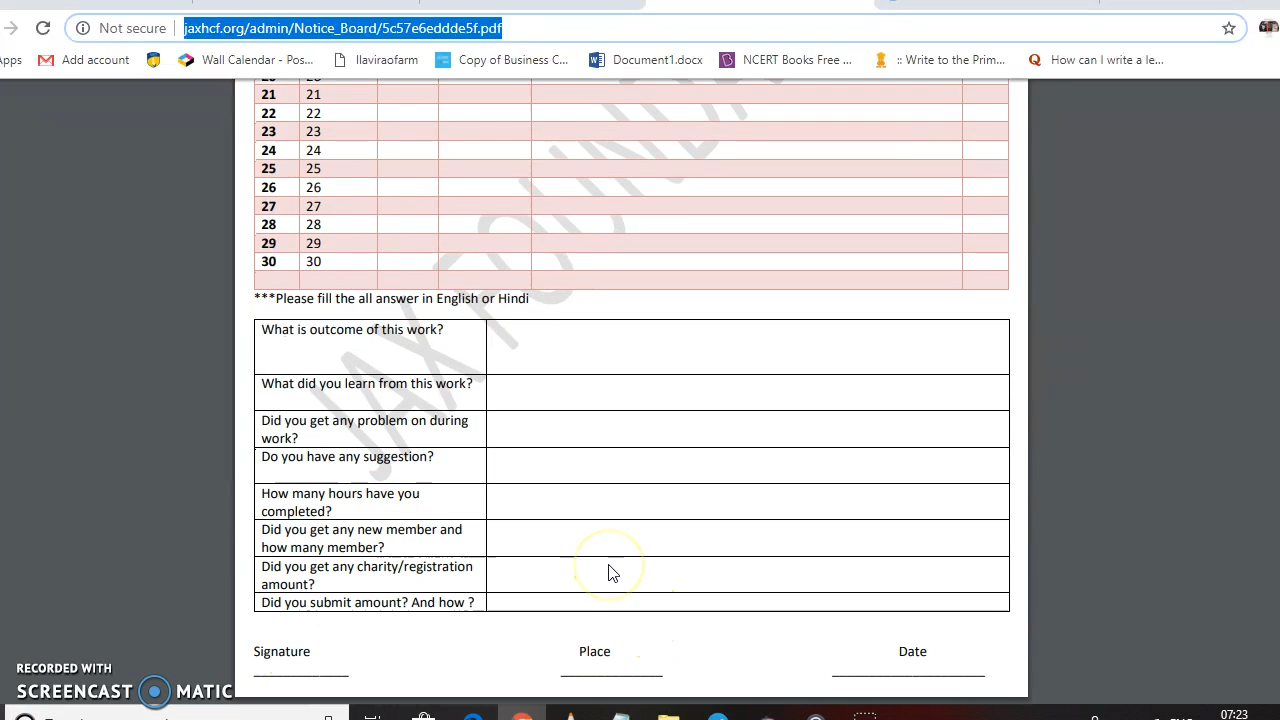 Not secure
jaxhcf.org/admin/Notice_Board/5c57e6eddde5f.pdf
Add account
Wall Calendar - Pos...
llaviraofarm
Copy of Business C...
Document1.docx
NCERT Books Free ...
:: Write to the Prim...
How can I write a le...
21 21
22 22
23 23
24 24
25 25
26 26
27 27
28 28
29 29
30 30
***Please fill the all answer in English or Hindi
What is outcome of this work?
What did you learn from this work?
Did you get any problem on during
work?
Do you have any suggestion?
How many hours have you
completed?
Did you get any new member and
how many member?
Did you get any charity/registration
amount?
Did you submit amount? And how ?
Signature Place Date
RECORDED WITH
SCREENCAST MATIC
07:23